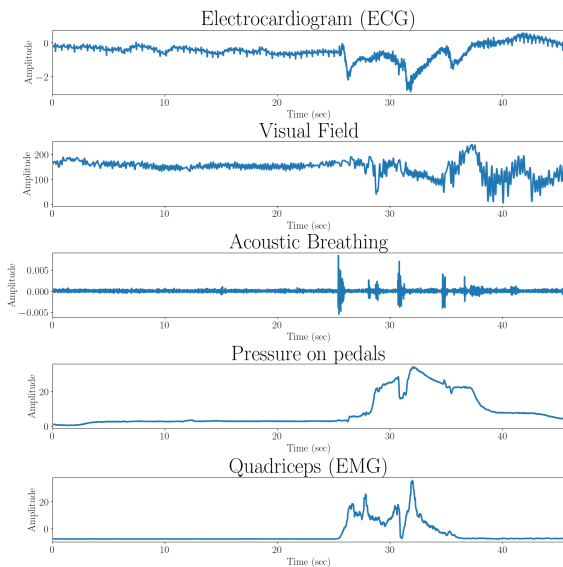 Electrocardiogram (ECG)
Amplitude
0
−2
0 10 20 30 40
Time (sec)
Visual Field
Amplitude
200
100
0
0 10 20 30 40
Time (sec)
Acoustic Breathing
Amplitude
0.005
0.000
−0.005
0 10 20 30 40
Time (sec)
Pressure on pedals
Amplitude
20
0
0 10 20 30 40
Time (sec)
Quadriceps (EMG)
Amplitude
20
0
0 10 20 30 40
Time (sec)